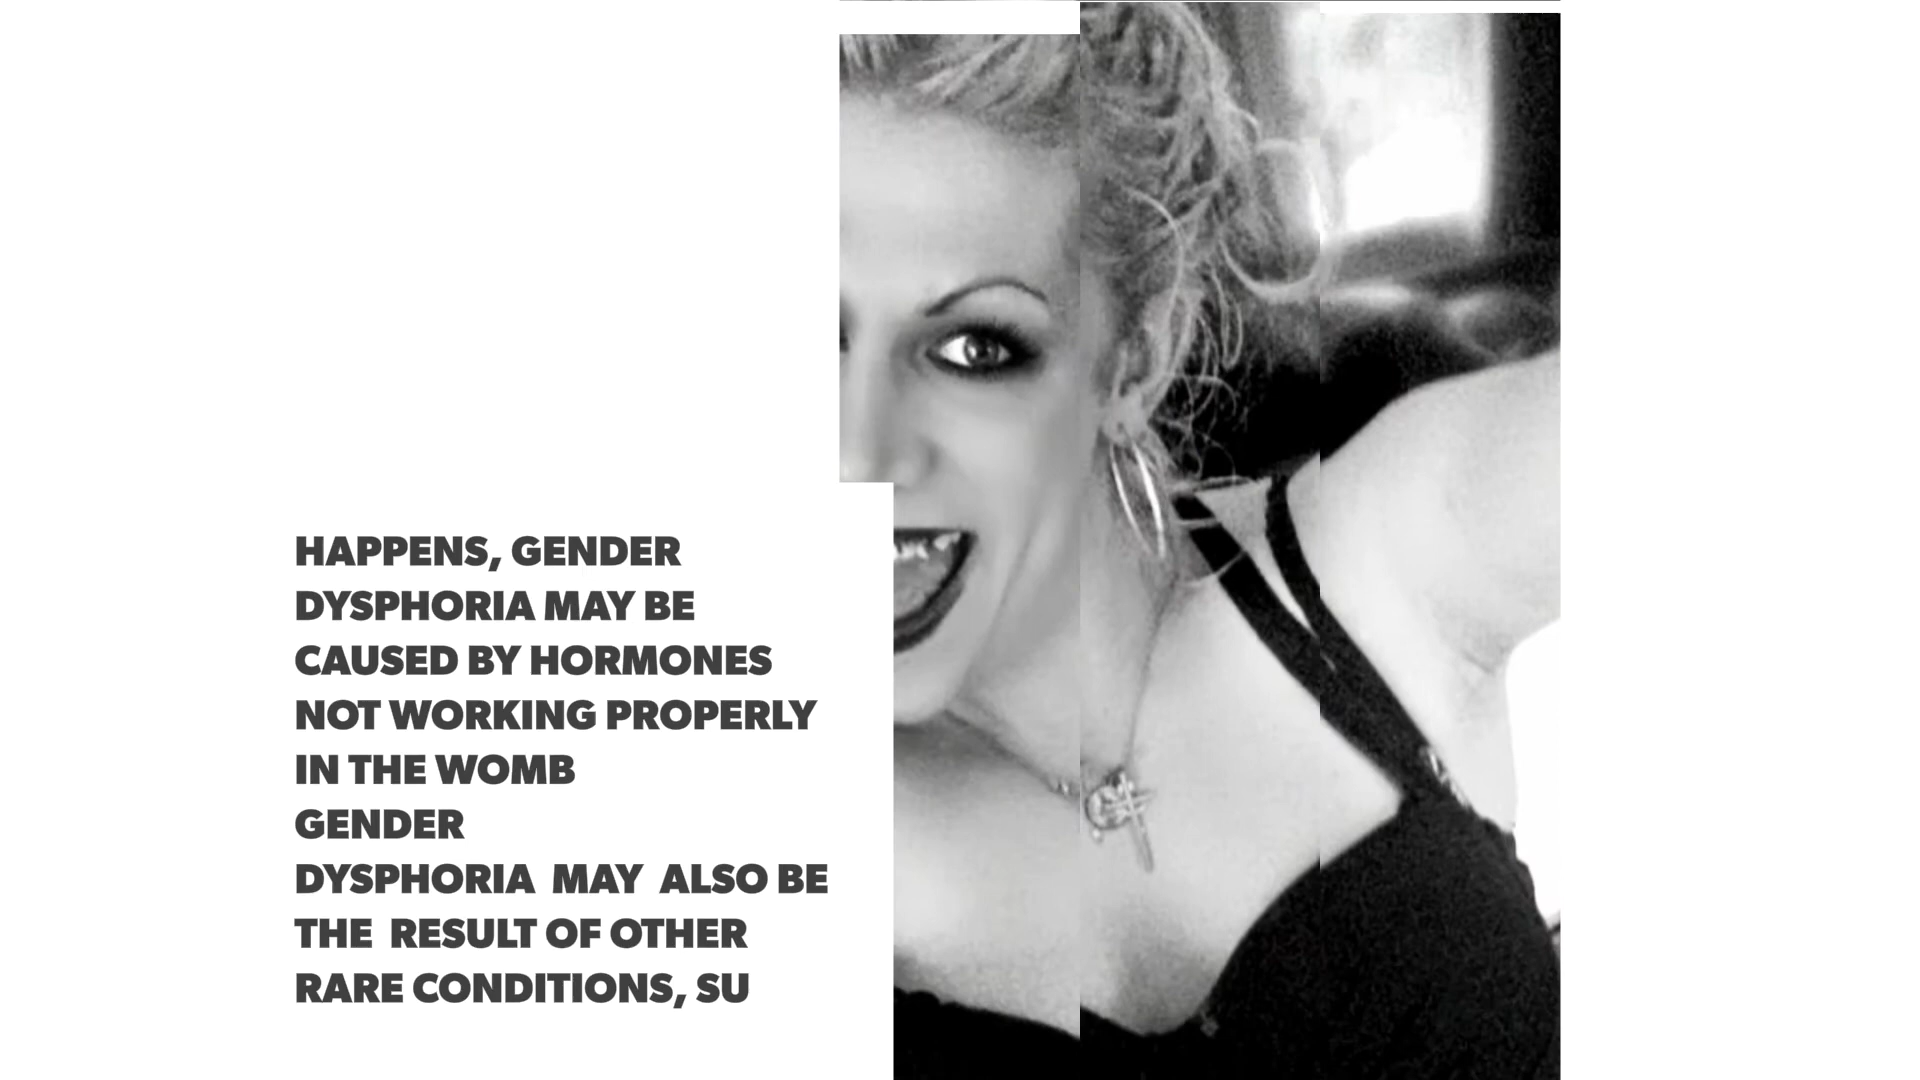 HAPPENS, GENDER
DYSPHORIA MAY BE
CAUSED BY HORMONES
NOT WORKING PROPERLY
IN THE WOMB
GENDER
DYSPHORIA MAY ALSO BE
THE RESULT OF OTHER
RARE CONDITIONS, SU